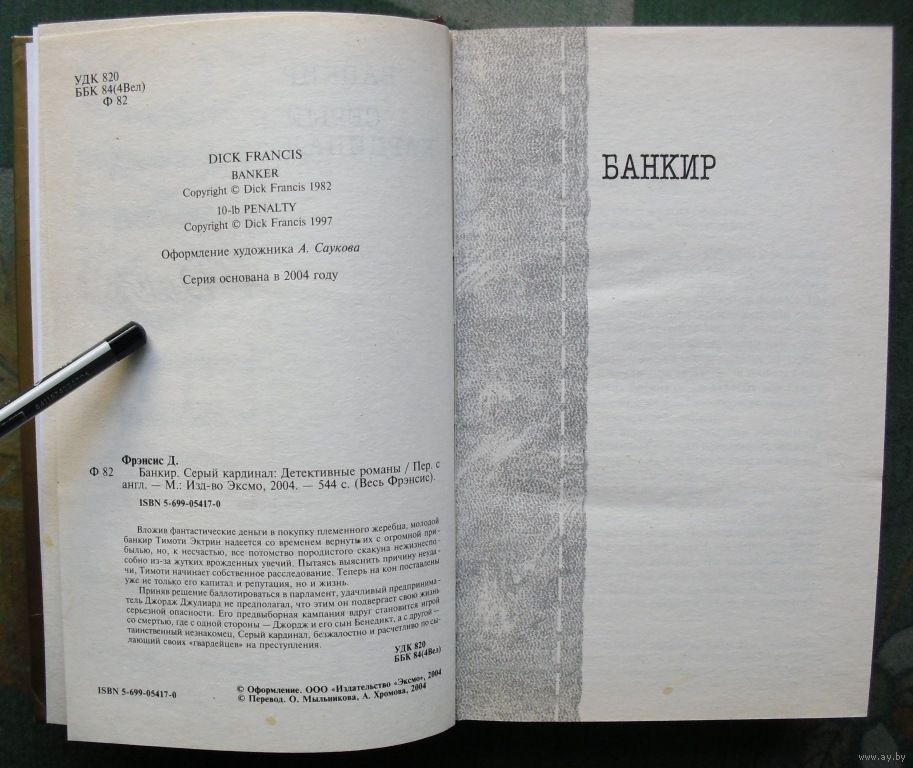 УДК 820
ББК 84(4Вел)
Ф 82
DICK FRANCIS
BANKER
Copyright © Dick Francis 1982
10-lb PENALTY
Copyright © Dick Francis 1997
Оформление художника А. Саукова
Серия основана в 2004 году
Фрэнсис Д.
Ф 82 Банкир. Серый кардинал: Детективные романы / Пер. с
англ. — М.: Изд-во Эксмо, 2004. — 544 с. (Весь Фрэнсис).
ISBN 5-699-05417-0
Вложив фантастические деньги в покупку племенного жеребца, молодой
банкир Тимоти Эктрин надеется со временем вернуть их с огромной при-
былью, но, к несчастью, все потомство породистого скакуна нежизнеспо-
собно из-за жутких врожденных увечий. Пытаясь выяснить причину неуда-
чи, Тимоти начинает собственное расследование. Теперь на кон поставлены
уже не только его капитал и репутация, но и жизнь.
Приняв решение баллотироваться в парламент, удачливый предпринима-
тель Джордж Джулиард не предполагал, что этим он подвергает свою жизнь
серьезной опасности. Его предвыборная кампания вдруг становится игрой
со смертью, где с одной стороны — Джордж и его сын Бенедикт, а с другой —
таинственный незнакомец, Серый кардинал, безжалостно и расчетливо посы-
лающий своих «гвардейцев» на преступления.
УДК 820
ББК 84(4Вел)
ISBN 5-699-05417-0
© Оформление. ООО «Издательство «Эксмо», 2004
© Перевод. О. Мыльникова, А. Хромова, 2004
БАНКИР
www.ay.by